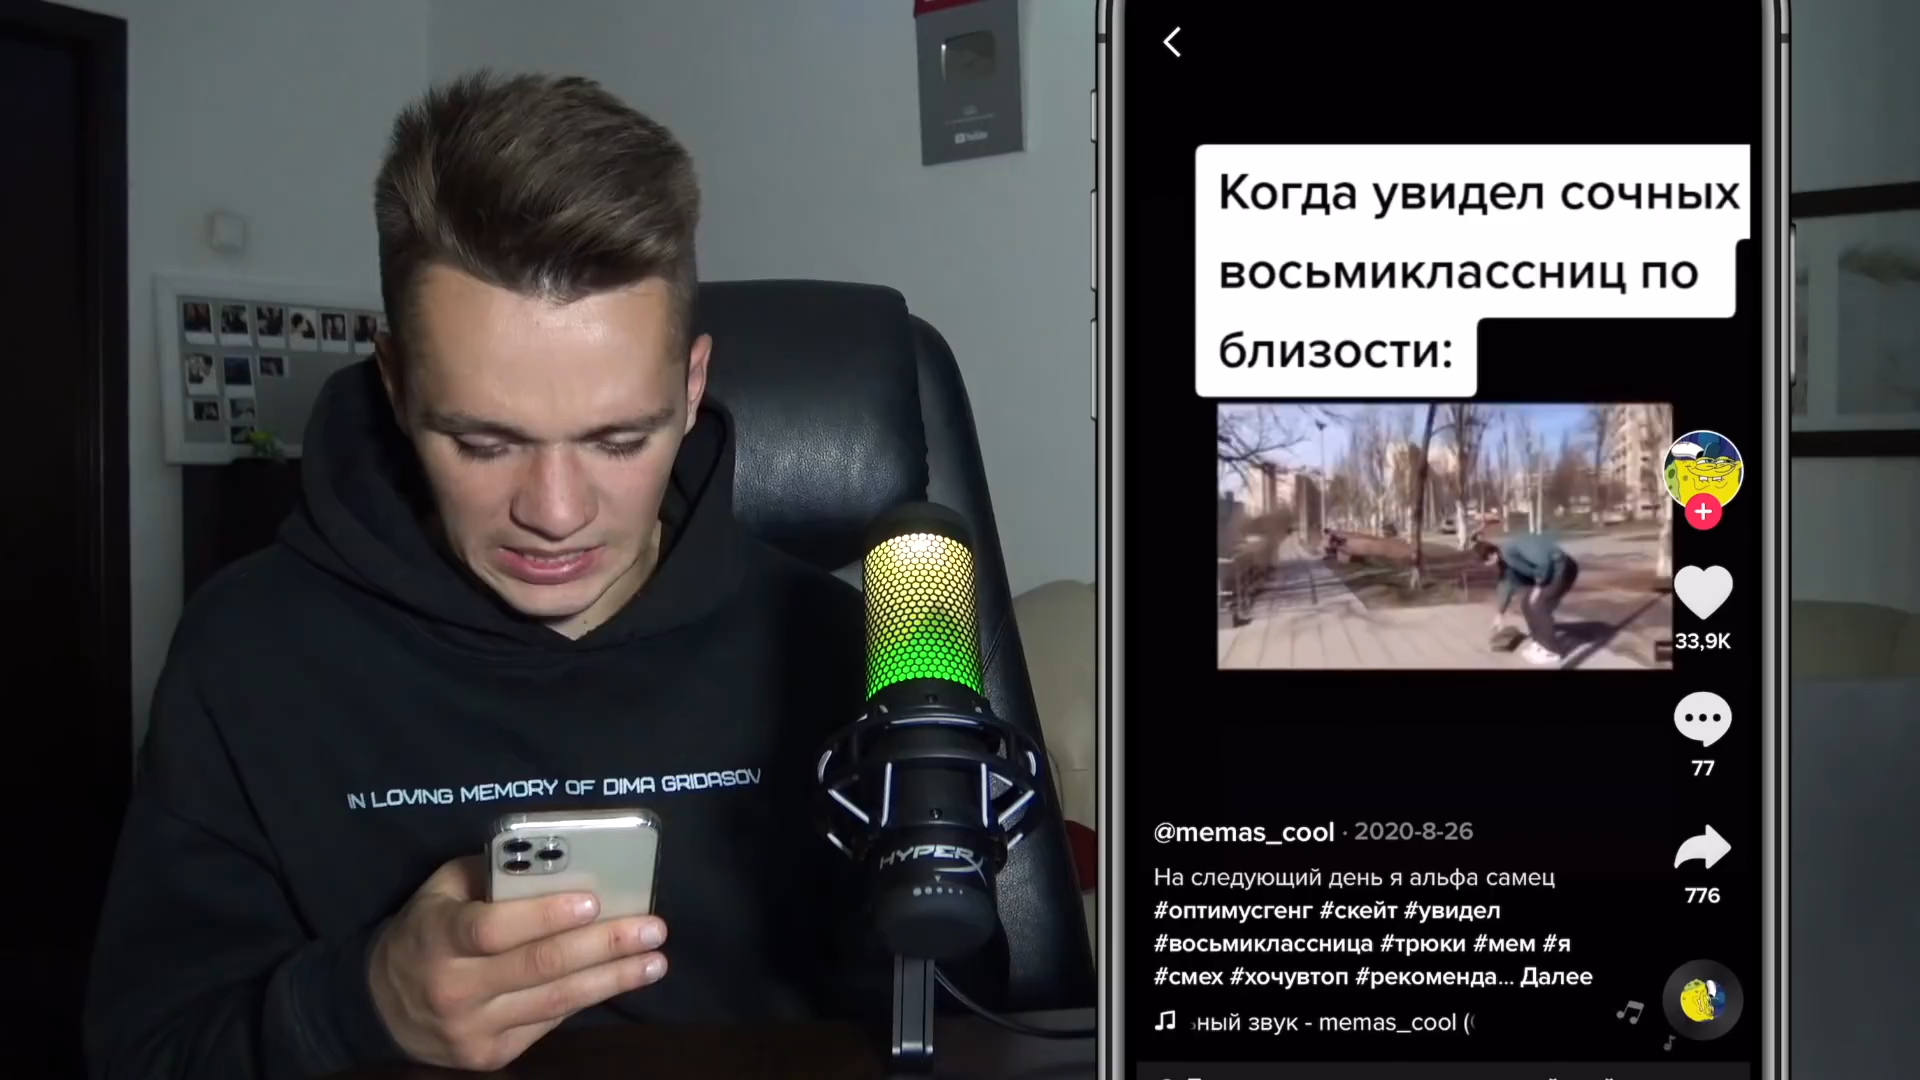 Когда увидел сочных
восьмиклассниц по
близости:
33,9K
77
776
@memas_cool · 2020-8-26
На следующий день я альфа самец
#оптимусгенг #скейт #увидел
#восьмиклассница #трюки #мем #я
#смех #хочувтоп #рекоменда... Далее
ный звук - memas_cool (
IN LOVING MEMORY OF DIMA GRIDASOV
HYPERX
YouTube